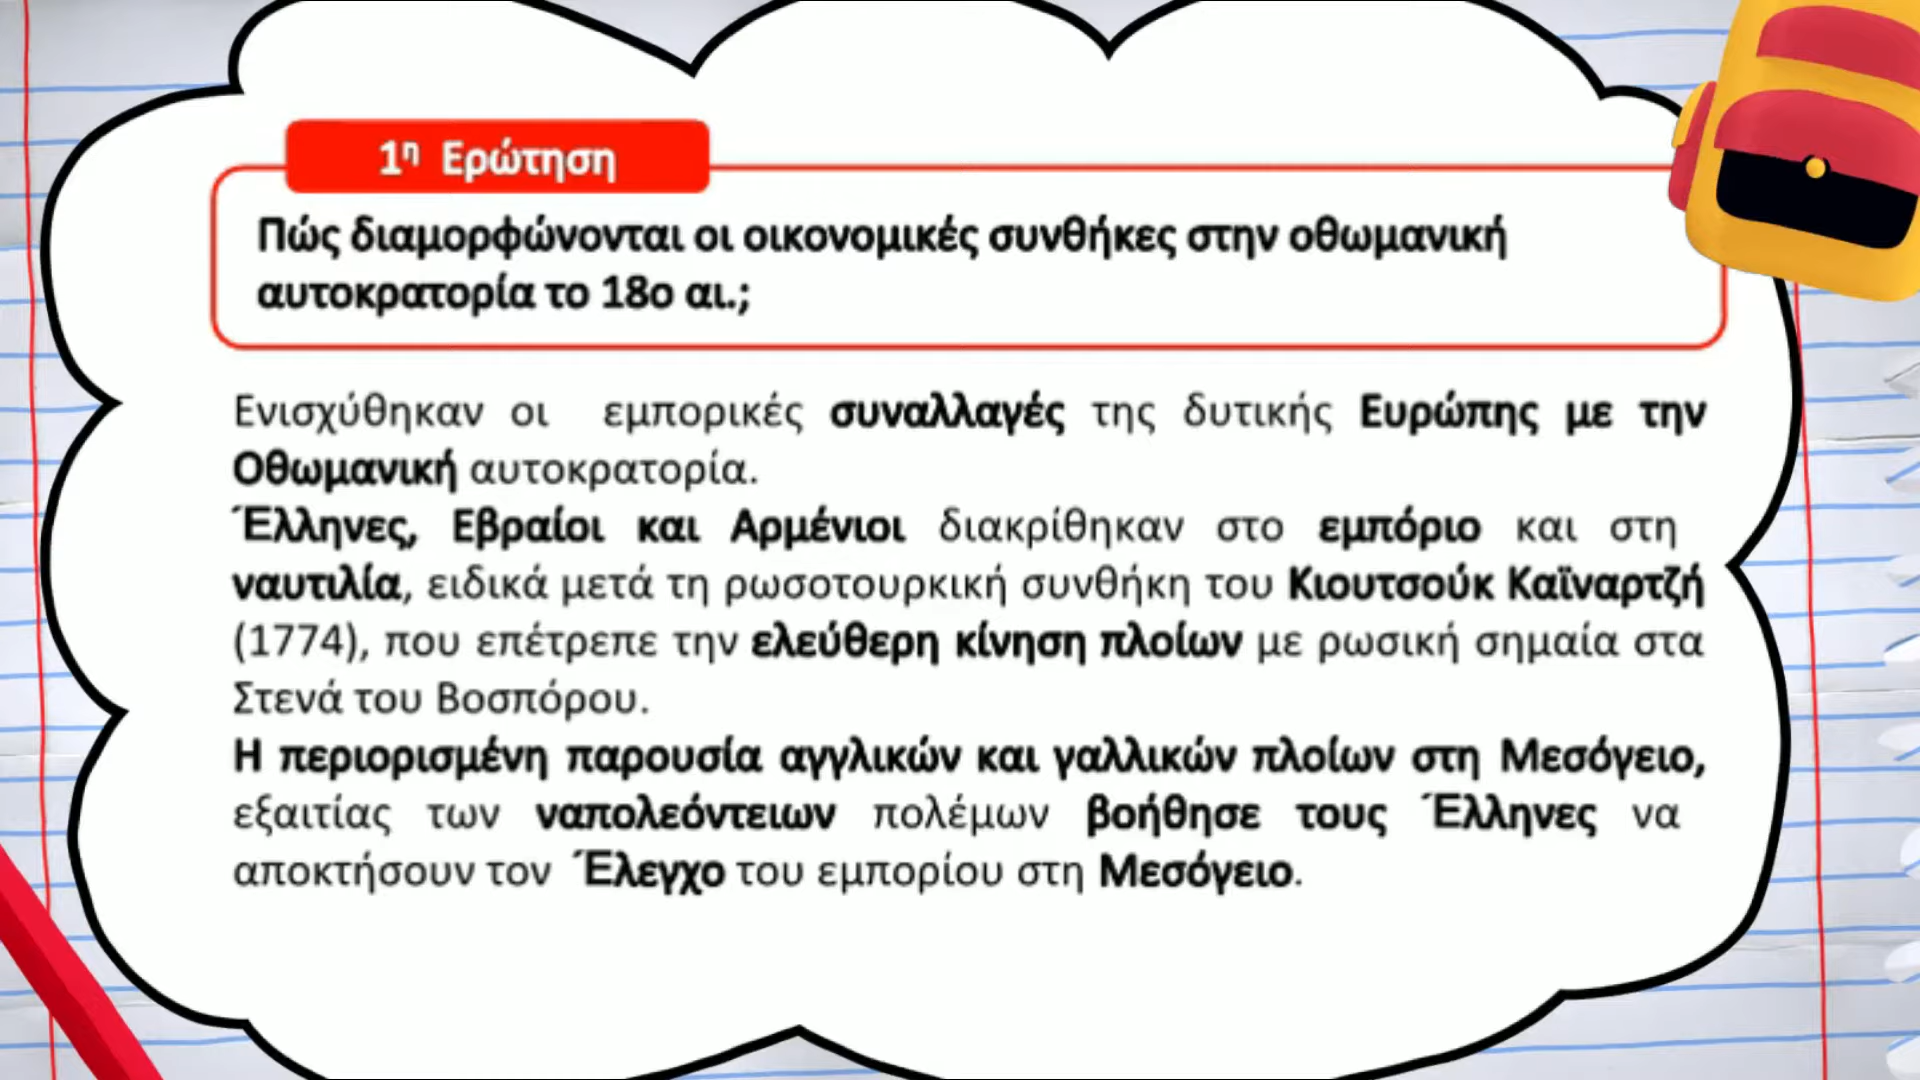 1η Ερώτηση
Πώς διαμορφώνονται οι οικονομικές συνθήκες στην οθωμανική
αυτοκρατορία το 18ο αι.;
Ενισχύθηκαν οι εμπορικές συναλλαγές της δυτικής Ευρώπης με την
Οθωμανική αυτοκρατορία.
Έλληνες, Εβραίοι και Αρμένιοι διακρίθηκαν στο εμπόριο και στη
ναυτιλία, ειδικά μετά τη ρωσοτουρκική συνθήκη του Κιουτσούκ Καϊναρτζή
(1774), που επέτρεπε την ελεύθερη κίνηση πλοίων με ρωσική σημαία στα
Στενά του Βοσπόρου.
Η περιορισμένη παρουσία αγγλικών και γαλλικών πλοίων στη Μεσόγειο,
εξαιτίας των ναπολεόντειων πολέμων βοήθησε τους Έλληνες να
αποκτήσουν τον Έλεγχο του εμπορίου στη Μεσόγειο.